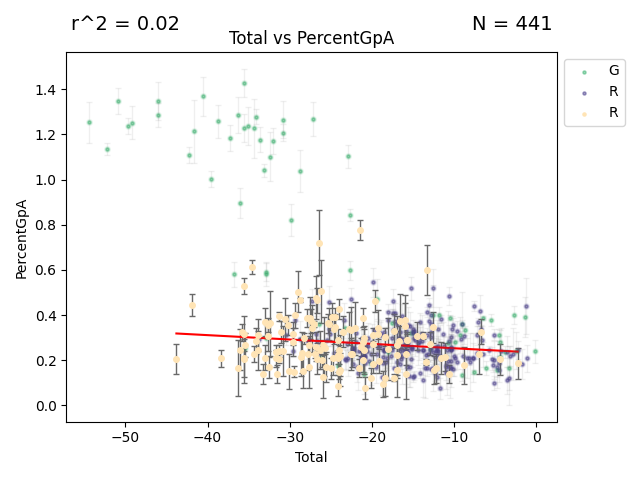 r^2 = 0.02
N = 441
Total vs PercentGpA
G
R
R
1.4
1.2
1.0
0.8
0.6
0.4
0.2
0.0
PercentGpA
−50
−40
−30
−20
−10
0
Total